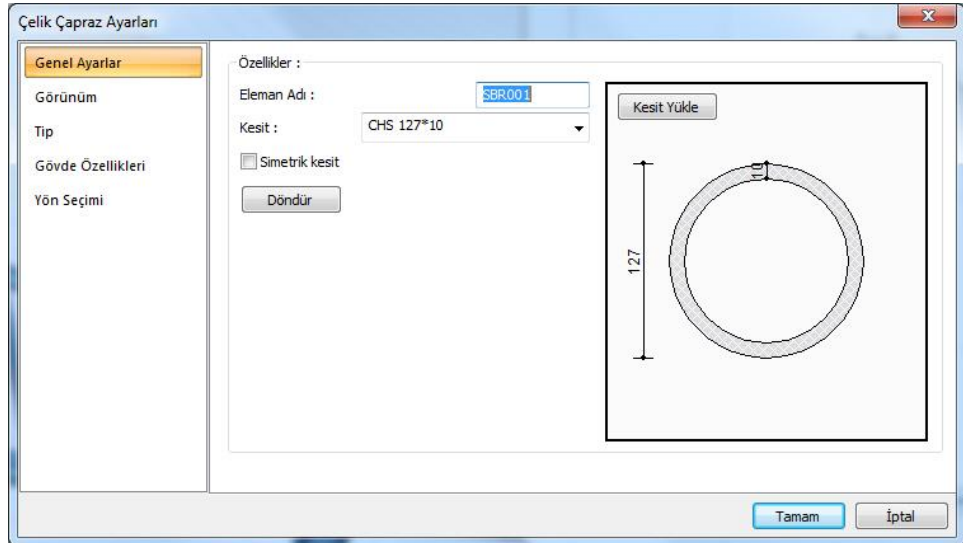 Çelik Çapraz Ayarları
Genel Ayarlar
Görünüm
Tip
Gövde Özellikleri
Yön Seçimi
Özellikler :
Eleman Adı : SBR001
Kesit : CHS 127*10
Simetrik kesit
Döndür
Kesit Yükle
10
127
Tamam İptal